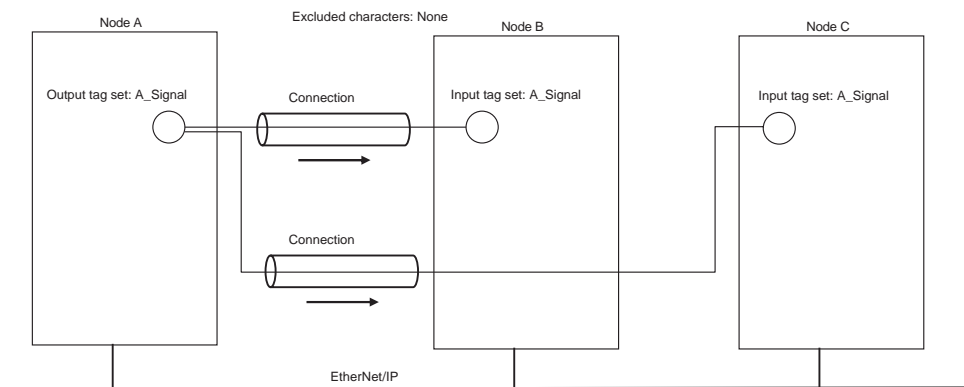 Excluded characters: None
Node A
Node B
Node C
Output tag set: A_Signal
Connection
Input tag set: A_Signal
Input tag set: A_Signal
Connection
EtherNet/IP